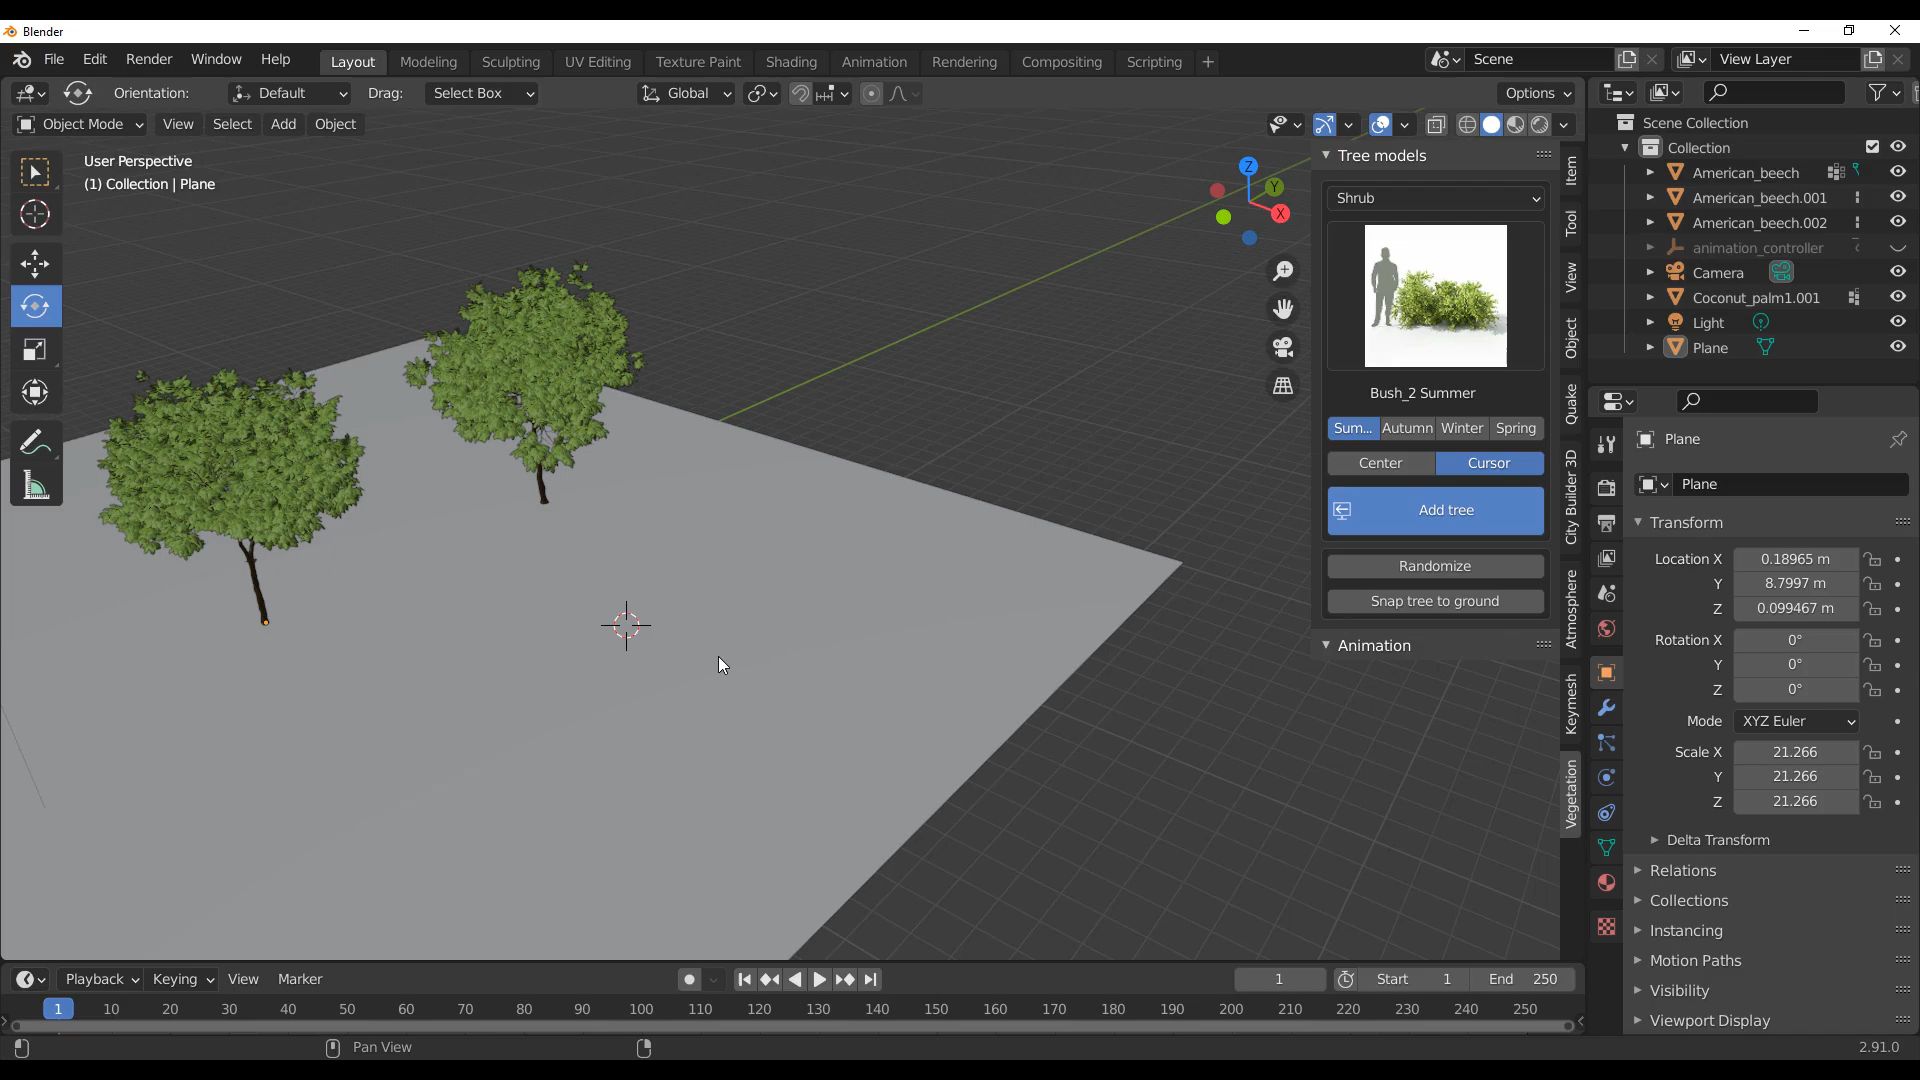 Blender
File Edit Render Window Help Layout Modeling Sculpting UV Editing Texture Paint Shading Animation Rendering Compositing Scripting + Scene View Layer
Orientation: Default Drag: Select Box Global Options
Object Mode View Select Add Object
User Perspective
(1) Collection | Plane
Z
Y
X
Tree models
Shrub
Bush_2 Summer
Sum... Autumn Winter Spring
Center Cursor
Add tree
Randomize
Snap tree to ground
Animation
Item
Tool
View
Object
Quake
City Builder 3D
Atmosphere
Keymesh
Vegetation
Scene Collection
Collection
American_beech
American_beech.001
American_beech.002
animation_controller
Camera
Coconut_palm1.001
Light
Plane
Plane
Plane
Transform
Location X 0.18965 m
Y 8.7997 m
Z 0.099467 m
Rotation X 0°
Y 0°
Z 0°
Mode XYZ Euler
Scale X 21.266
Y 21.266
Z 21.266
Delta Transform
Relations
Collections
Instancing
Motion Paths
Visibility
Viewport Display
Playback Keying View Marker 1 Start 1 End 250
1 10 20 30 40 50 60 70 80 90 100 110 120 130 140 150 160 170 180 190 200 210 220 230 240 250
Pan View 2.91.0